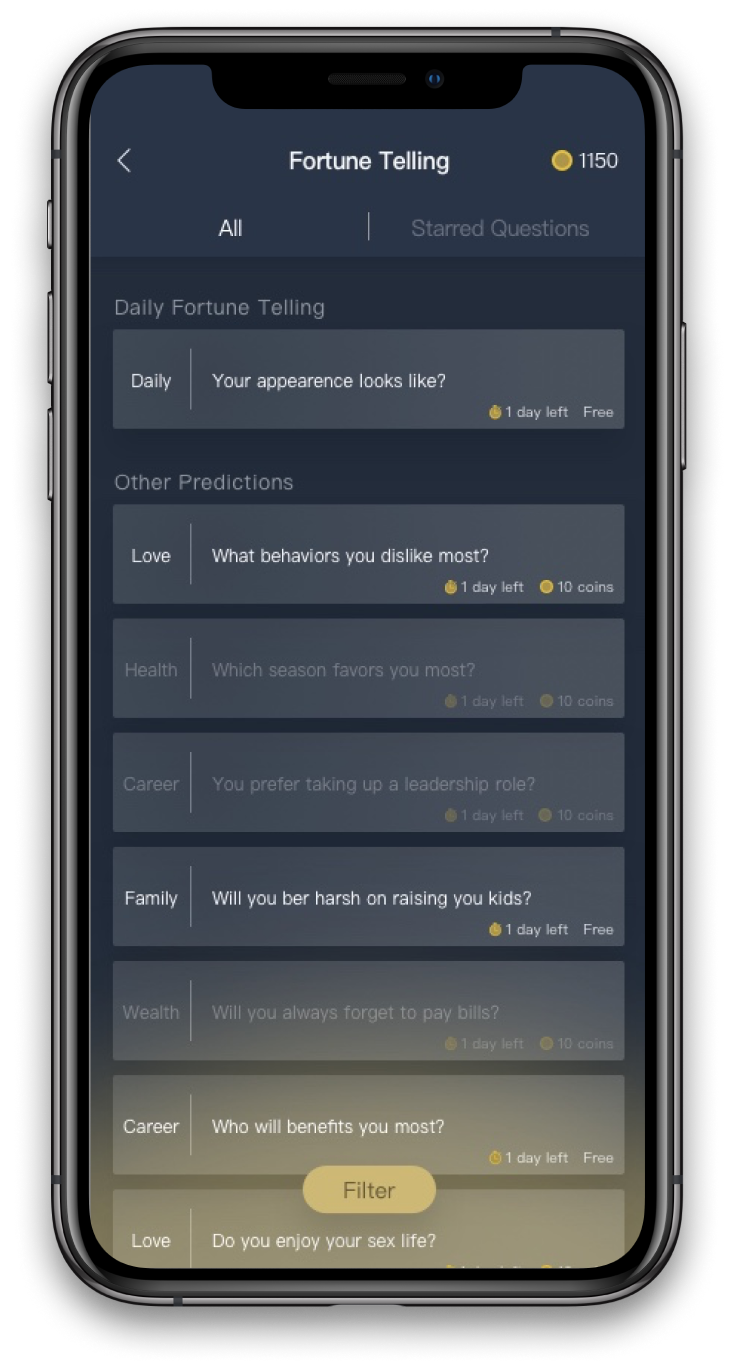 Fortune Telling
1150
All
Starred Questions
Daily Fortune Telling
Daily
Your appearence looks like?
1 day left Free
Other Predictions
Love
What behaviors you dislike most?
1 day left 10 coins
Health
Which season favors you most?
1 day left 10 coins
Career
You prefer taking up a leadership role?
1 day left 10 coins
Family
Will you ber harsh on raising you kids?
1 day left Free
Wealth
Will you always forget to pay bills?
1 day left 10 coins
Career
Who will benefits you most?
1 day left Free
Filter
Love
Do you enjoy your sex life?